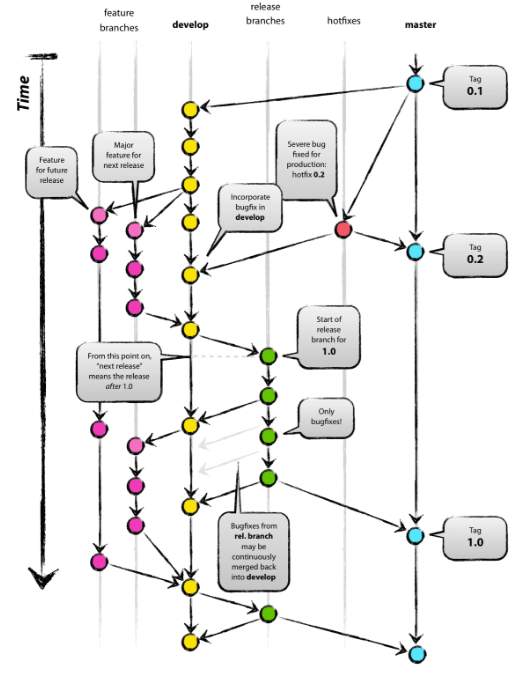 feature
branches
develop
release
branches
hotfixes
master
Time
Tag
0.1
Major
feature for
next release
Severe bug
fixed for
production:
hotfix 0.2
Feature
for future
release
Incorporate
bugfix in
develop
Tag
0.2
Start of
release
branch for
1.0
From this point on,
"next release"
means the release
after 1.0
Only
bugfixes!
Bugfixes from
rel. branch
may be
continuously
merged back
into develop
Tag
1.0